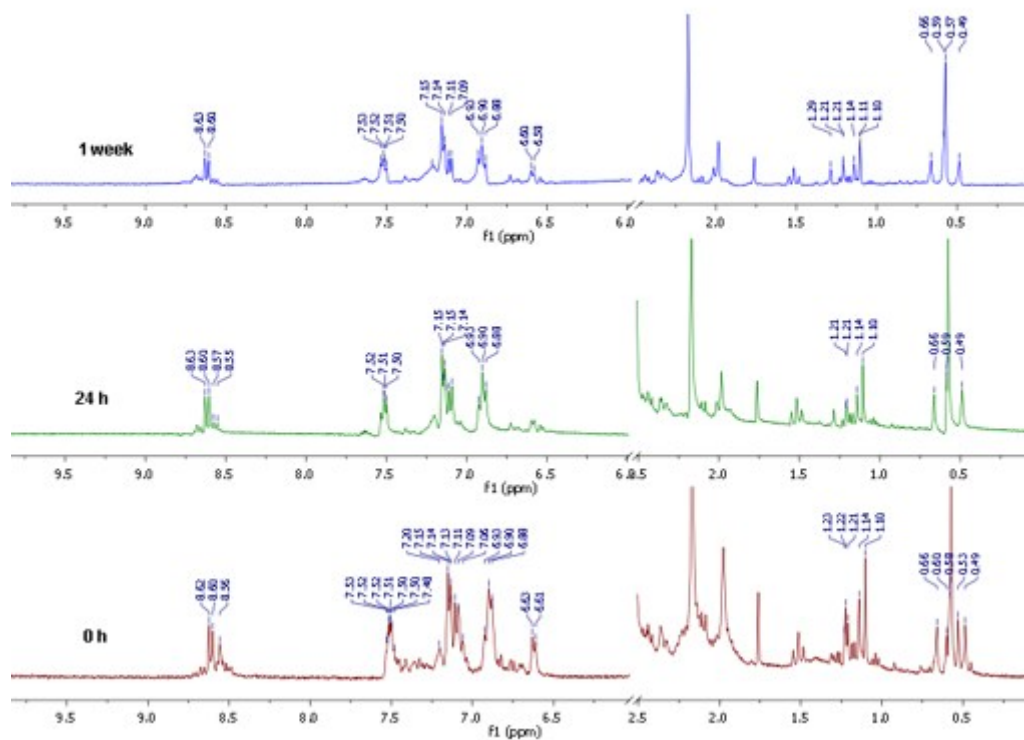 8.63 8.60 7.53 7.52 7.51 7.50 7.15 7.14 7.11 7.09 6.93 6.90 6.88 6.60 6.58 1.29 1.21 1.21 1.14 1.11 1.10 0.66 0.59 0.57 0.49
1 week
9.5 9.0 8.5 8.0 7.5 7.0 6.5 6.0 2.0 1.5 1.0 0.5
f1 (ppm)
8.63 8.60 8.57 8.55 7.52 7.51 7.50 7.15 7.15 7.14 6.93 6.90 6.88 1.21 1.21 1.14 1.10 0.66 0.59 0.49
24 h
9.5 9.0 8.5 8.0 7.5 7.0 6.5 2.5 2.0 1.5 1.0 0.5
f1 (ppm)
8.62 8.60 8.56 7.53 7.52 7.52 7.51 7.50 7.50 7.48 7.20 7.15 7.14 7.13 7.11 7.09 7.06 6.93 6.90 6.88 6.63 6.61 1.23 1.22 1.21 1.14 1.10 0.66 0.60 0.58 0.53 0.49
0 h
9.5 9.0 8.5 8.0 7.5 7.0 6.5 2.5 2.0 1.5 1.0 0.5
f1 (ppm)